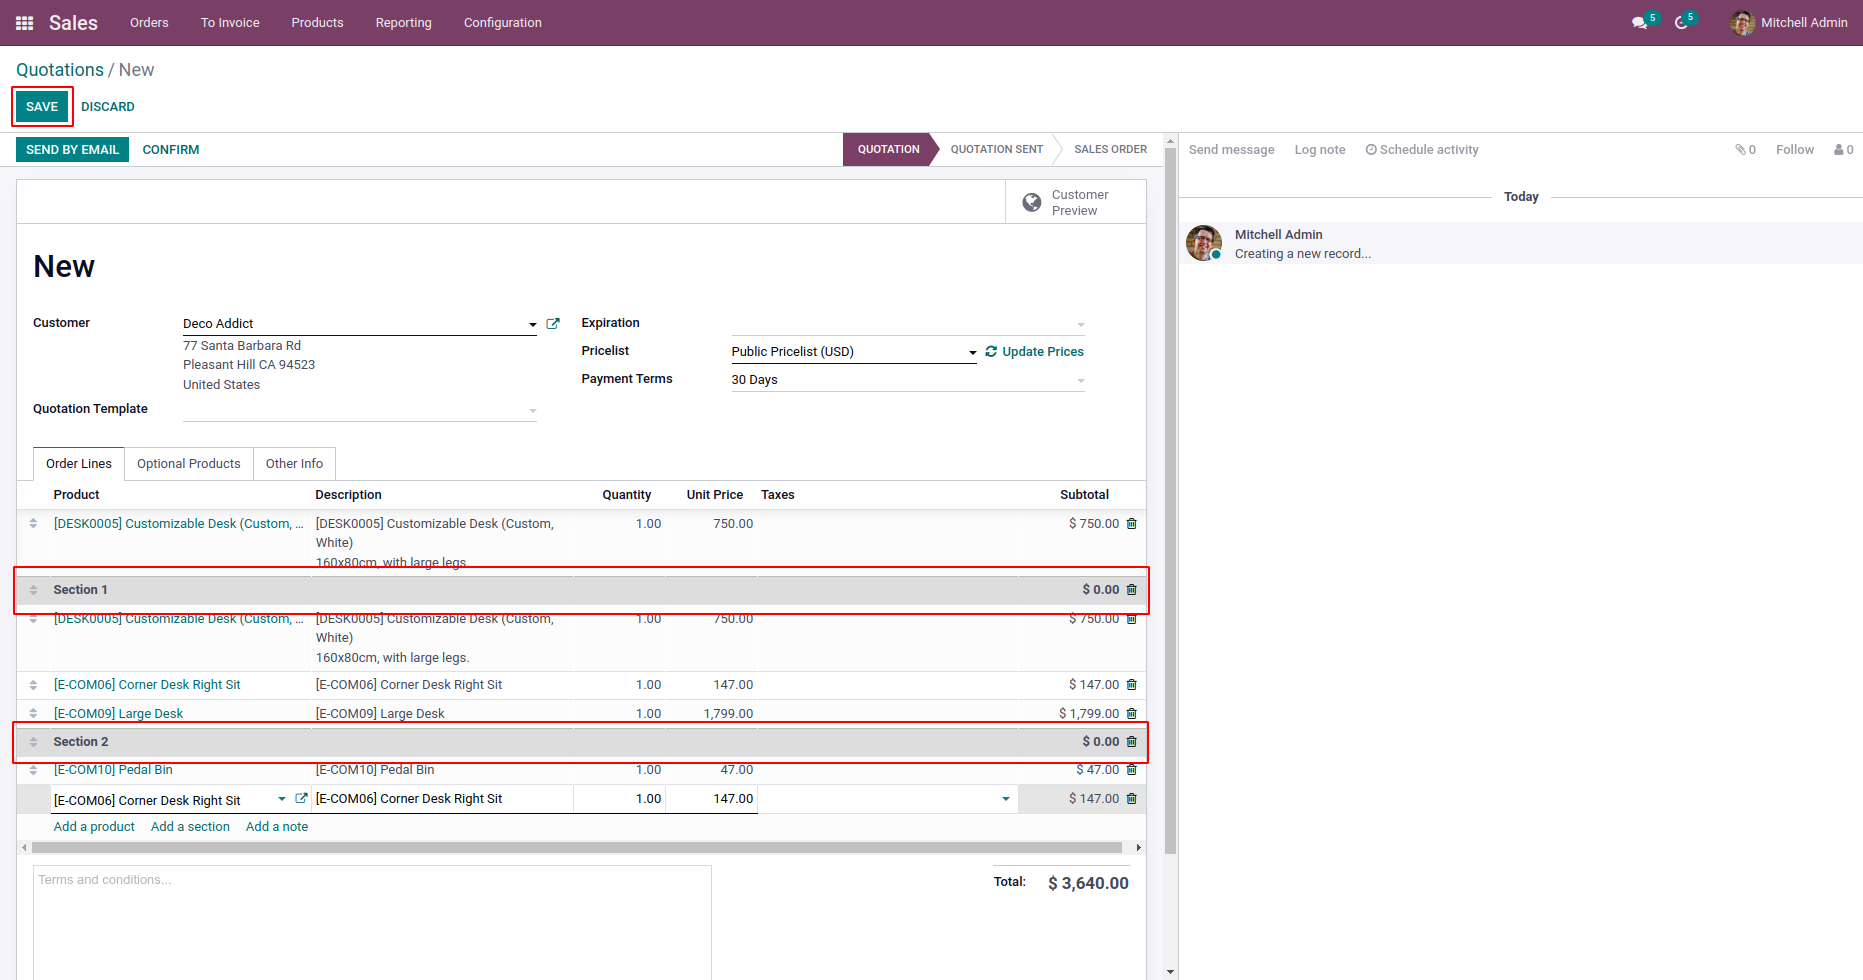 Sales Orders To Invoice Products Reporting Configuration 5 5 Mitchell Admin
Quotations / New
SAVE DISCARD
SEND BY EMAIL CONFIRM QUOTATION QUOTATION SENT SALES ORDER Send message Log note Schedule activity 0 Follow 0
Customer
Preview
Today
Mitchell Admin
Creating a new record...
New
Customer Deco Addict Expiration
77 Santa Barbara Rd
Pleasant Hill CA 94523
United States
Pricelist Public Pricelist (USD) Update Prices
Payment Terms 30 Days
Quotation Template
Order Lines Optional Products Other Info
Product Description Quantity Unit Price Taxes Subtotal
[DESK0005] Customizable Desk (Custom, ... [DESK0005] Customizable Desk (Custom, 1.00 750.00 $ 750.00
White)
160x80cm, with large legs.
Section 1 $ 0.00
[DESK0005] Customizable Desk (Custom, ... [DESK0005] Customizable Desk (Custom, 1.00 750.00 $ 750.00
White)
160x80cm, with large legs.
[E-COM06] Corner Desk Right Sit [E-COM06] Corner Desk Right Sit 1.00 147.00 $ 147.00
[E-COM09] Large Desk [E-COM09] Large Desk 1.00 1,799.00 $ 1,799.00
Section 2 $ 0.00
[E-COM10] Pedal Bin [E-COM10] Pedal Bin 1.00 47.00 $ 47.00
[E-COM06] Corner Desk Right Sit [E-COM06] Corner Desk Right Sit 1.00 147.00 $ 147.00
Add a product Add a section Add a note
Terms and conditions...
Total: $ 3,640.00